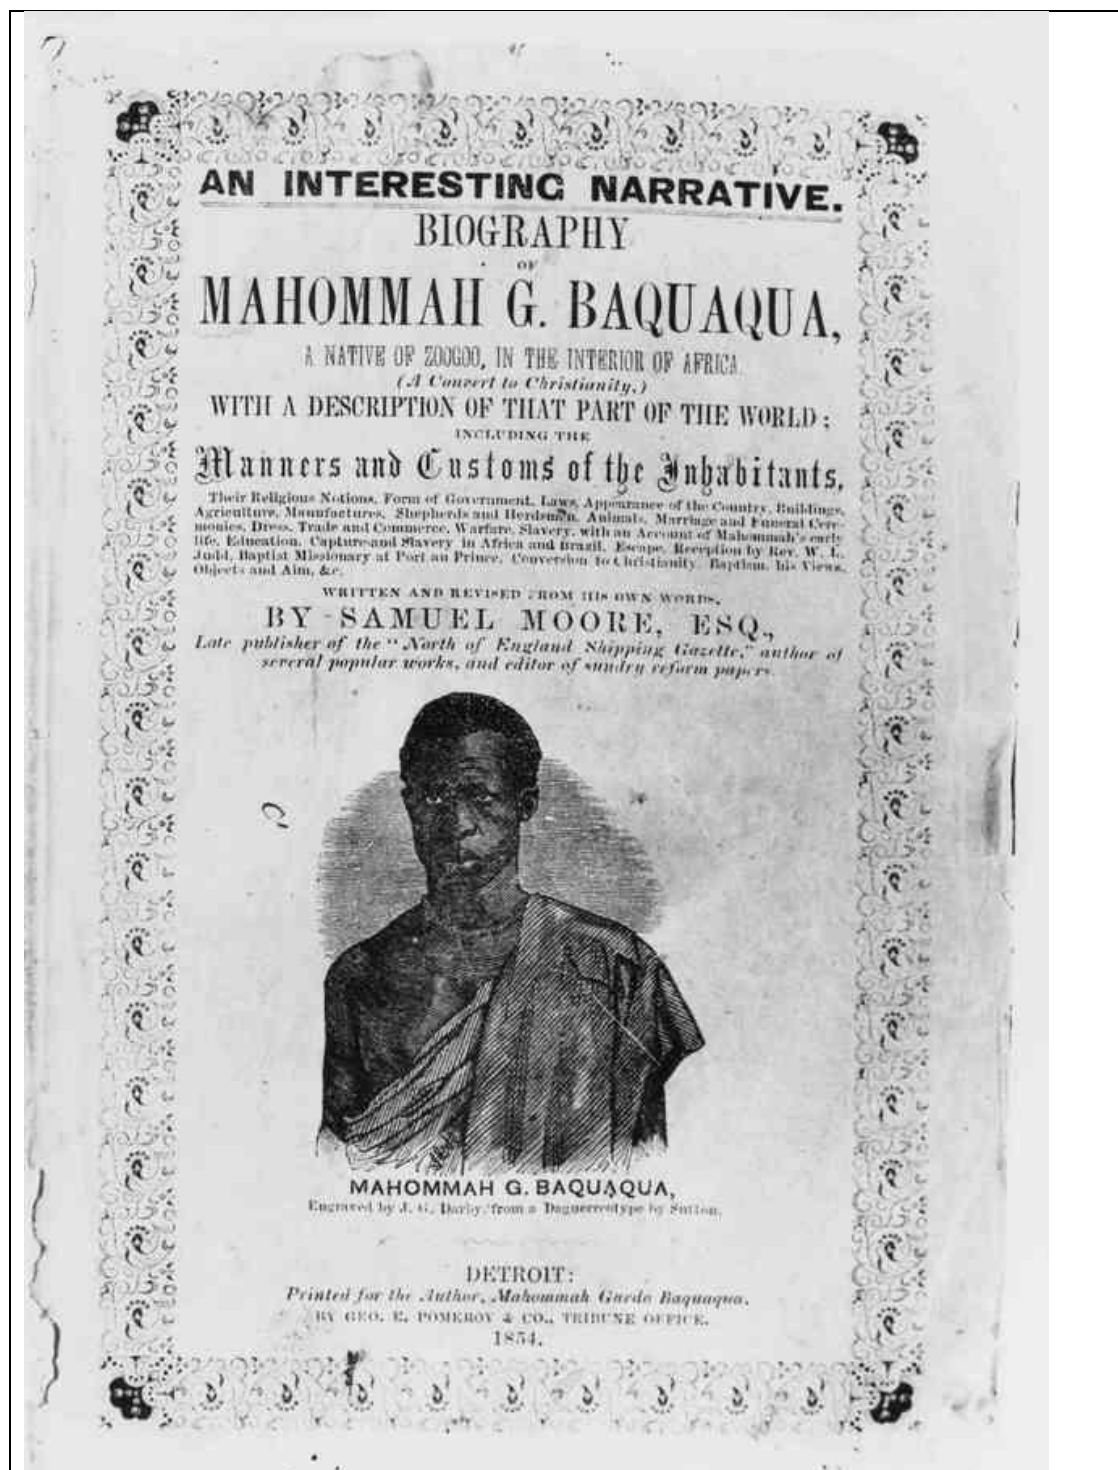 AN INTERESTING NARRATIVE.
BIOGRAPHY
OF
MAHOMMAH G. BAQUAQUA,
A NATIVE OF ZOOGOO, IN THE INTERIOR OF AFRICA.
(A Convert to Christianity,)
WITH A DESCRIPTION OF THAT PART OF THE WORLD;
INCLUDING THE
Manners and Customs of the Inhabitants,
Their Religious Notions, Form of Government, Laws, Appearance of the Country, Buildings,
Agriculture, Manufactures, Shepherds and Herdsmen, Animals, Marriage and Funeral Cere-
monies, Dress, Trade and Commerce, Warfare, Slavery, with an Account of Mahommah's early
life, Education, Capture and Slavery in Africa and Brazil, Escape, Reception by Rev. W. L.
Judd, Baptist Missionary at Port au Prince, Conversion to Christianity, Baptism, his Views,
Objects and Aim, &c.
WRITTEN AND REVISED FROM HIS OWN WORDS,
BY SAMUEL MOORE, ESQ.,
Late publisher of the "North of England Shipping Gazette," author of
several popular works, and editor of sundry reform papers.
MAHOMMAH G. BAQUAQUA,
Engraved by J. G. Darby, from a Daguerreotype by Sutton.
DETROIT:
Printed for the Author, Mahommah Gardo Baquaqua,
BY GEO. E. POMEROY & CO., TRIBUNE OFFICE.
1854.